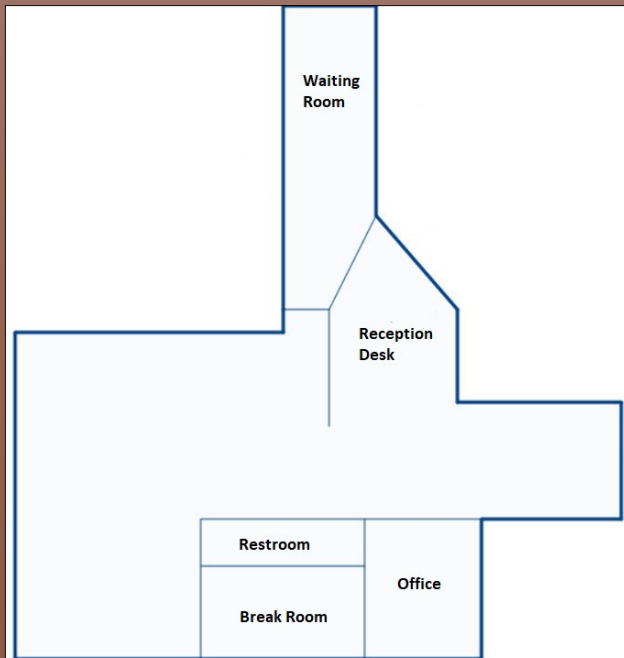 Waiting
Room
Reception
Desk
Restroom
Office
Break Room